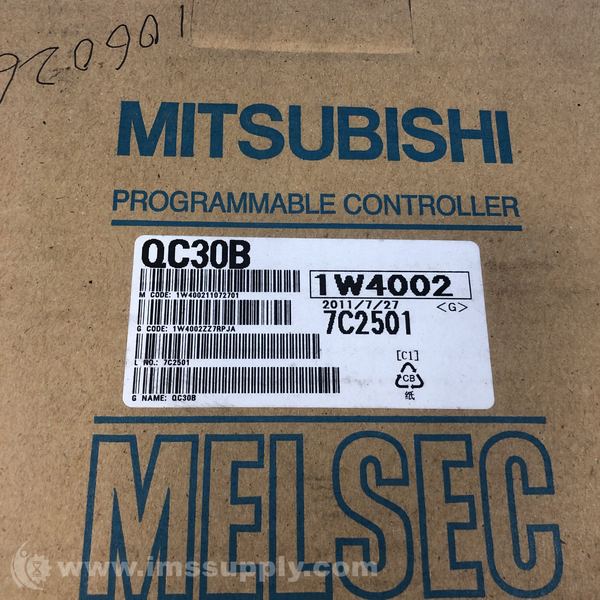 920901
MITSUBISHI
PROGRAMMABLE CONTROLLER
QC30B
1W4002
M CODE: 1W400211072701
2011/7/27 <G>
7C2501
G CODE: 1W4002ZZ7RPJA
L NO.: 7C2501
[C1]
CB
纸
G NAME: QC30B
MELSEC
www.imssupply.com